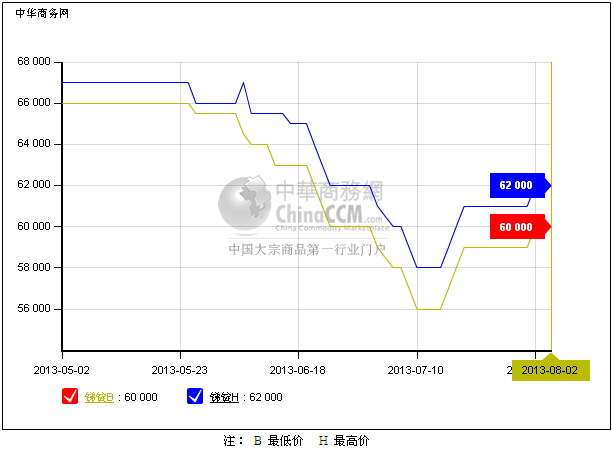 中华商务网
68 000
66 000
64 000
62 000
60 000
58 000
56 000
62 000
60 000
中華商務網
ChinaCCM.com
China Commodity Marketplace
中国大宗商品第一行业门户
2013-05-02 2013-05-23 2013-06-18 2013-07-10 2013-08-02
锑锭B : 60 000 锑锭H : 62 000
注： B 最低价 H 最高价